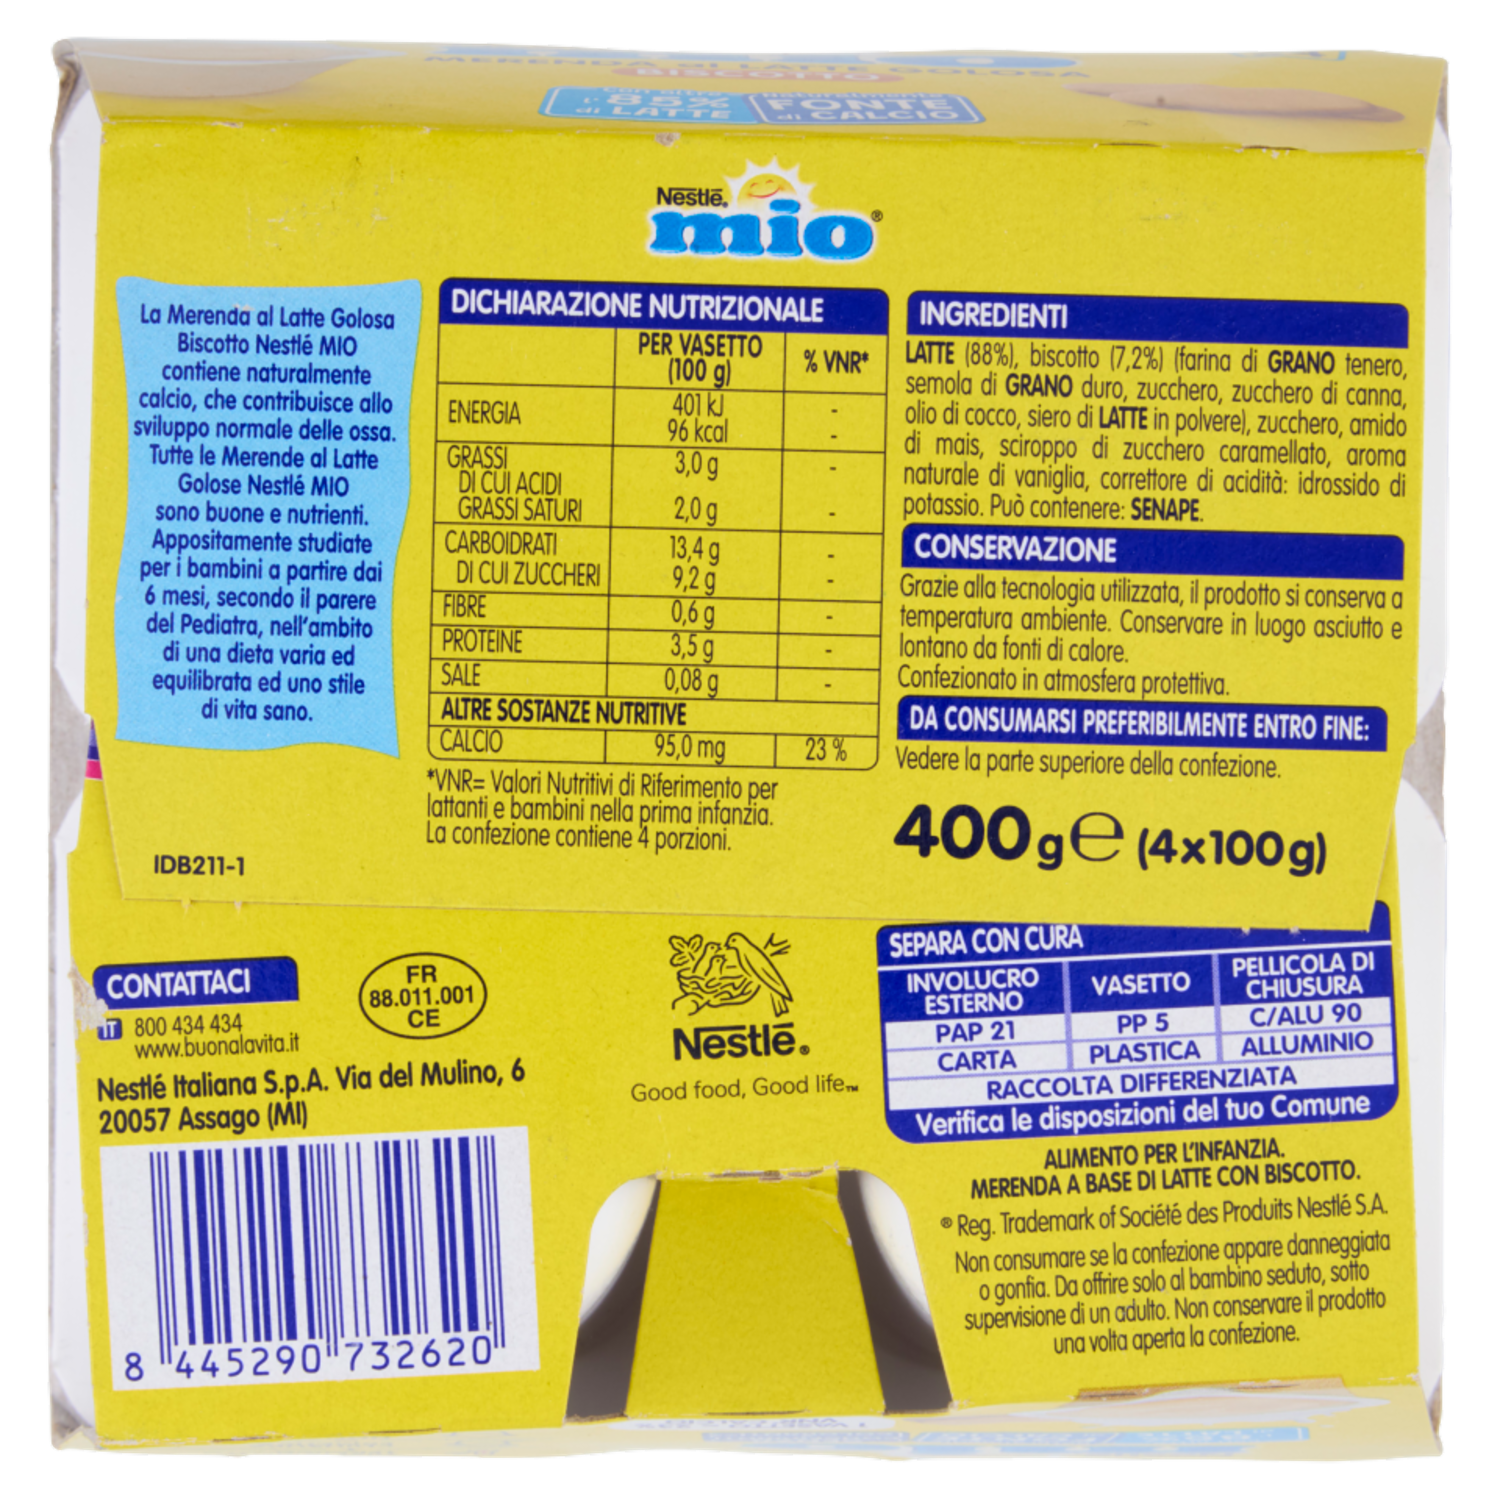 MERENDA al LATTE GOLOSA
BISCOTTO
85%
di LATTE
FONTE
di CALCIO
Nestlé
mio®
La Merenda al Latte Golosa
Biscotto Nestlé MIO
contiene naturalmente
calcio, che contribuisce allo
sviluppo normale delle ossa.
Tutte le Merende al Latte
Golose Nestlé MIO
sono buone e nutrienti.
Appositamente studiate
per i bambini a partire dai
6 mesi, secondo il parere
del Pediatra, nell'ambito
di una dieta varia ed
equilibrata ed uno stile
di vita sano.
IDB211-1
DICHIARAZIONE NUTRIZIONALE
PER VASETTO
(100 g) % VNR*
ENERGIA 401 kJ -
96 kcal -
GRASSI 3,0 g -
DI CUI ACIDI
GRASSI SATURI 2,0 g -
CARBOIDRATI 13,4 g -
DI CUI ZUCCHERI 9,2 g -
FIBRE 0,6 g -
PROTEINE 3,5 g -
SALE 0,08 g -
ALTRE SOSTANZE NUTRITIVE
CALCIO 95,0 mg 23 %
*VNR= Valori Nutritivi di Riferimento per
lattanti e bambini nella prima infanzia.
La confezione contiene 4 porzioni.
INGREDIENTI
LATTE (88%), biscotto (7,2%) (farina di GRANO tenero,
semola di GRANO duro, zucchero, zucchero di canna,
olio di cocco, siero di LATTE in polvere), zucchero, amido
di mais, sciroppo di zucchero caramellato, aroma
naturale di vaniglia, correttore di acidità: idrossido di
potassio. Può contenere: SENAPE.
CONSERVAZIONE
Grazie alla tecnologia utilizzata, il prodotto si conserva a
temperatura ambiente. Conservare in luogo asciutto e
lontano da fonti di calore.
Confezionato in atmosfera protettiva.
DA CONSUMARSI PREFERIBILMENTE ENTRO FINE:
Vedere la parte superiore della confezione.
400g℮ (4x100g)
CONTATTACI
IT 800 434 434
www.buonalavita.it
FR
88.011.001
CE
Nestlé Italiana S.p.A. Via del Mulino, 6
20057 Assago (MI)
8 445290 732620
Nestlé®
Good food, Good life™
SEPARA CON CURA
INVOLUCRO
ESTERNO
PAP 21
CARTA
VASETTO
PP 5
PLASTICA
PELLICOLA DI
CHIUSURA
C/ALU 90
ALLUMINIO
RACCOLTA DIFFERENZIATA
Verifica le disposizioni del tuo Comune
ALIMENTO PER L'INFANZIA.
MERENDA A BASE DI LATTE CON BISCOTTO.
® Reg. Trademark of Société des Produits Nestlé S.A.
Non consumare se la confezione appare danneggiata
o gonfia. Da offrire solo al bambino seduto, sotto
supervisione di un adulto. Non conservare il prodotto
una volta aperta la confezione.